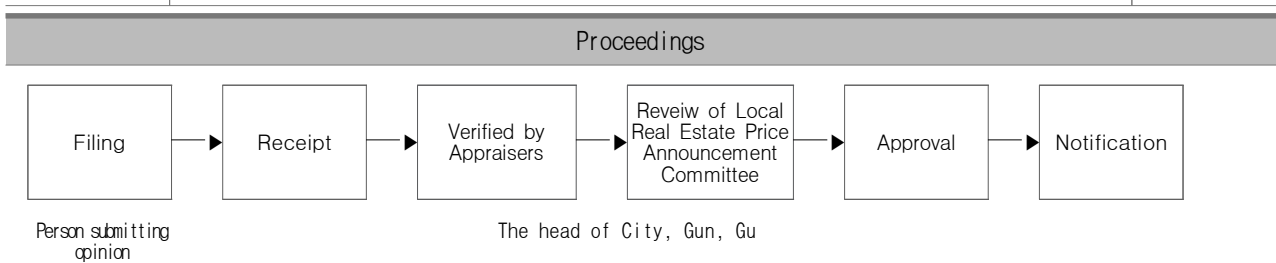 Proceedings
Filing
Receipt
Verified by
Appraisers
Reveiw of Local
Real Estate Price
Announcement
Committee
Approval
Notification
Person submitting
opinion
The head of City, Gun, Gu